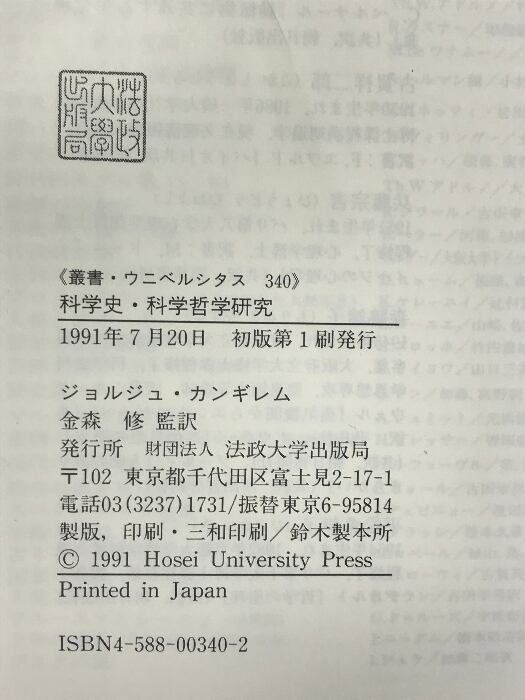 法政
大學
出版局
《叢書・ウニベルシタス 340》
科学史・科学哲学研究
1991年7月20日 初版第1刷発行
ジョルジュ・カンギレム
金森 修 監訳
発行所 財団法人 法政大学出版局
〒102 東京都千代田区富士見2-17-1
電話03(3237)1731/振替東京6-95814
製版，印刷・三和印刷/鈴木製本所
© 1991 Hosei University Press
Printed in Japan
ISBN4-588-00340-2